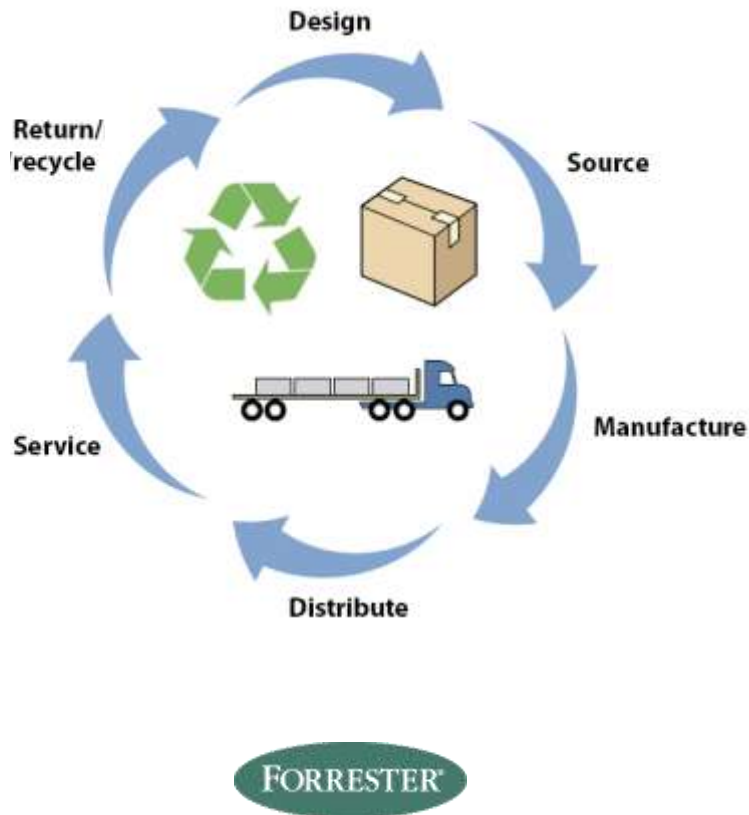 Design
Return/
/recycle
Source
Manufacture
Service
Distribute
FORRESTER®